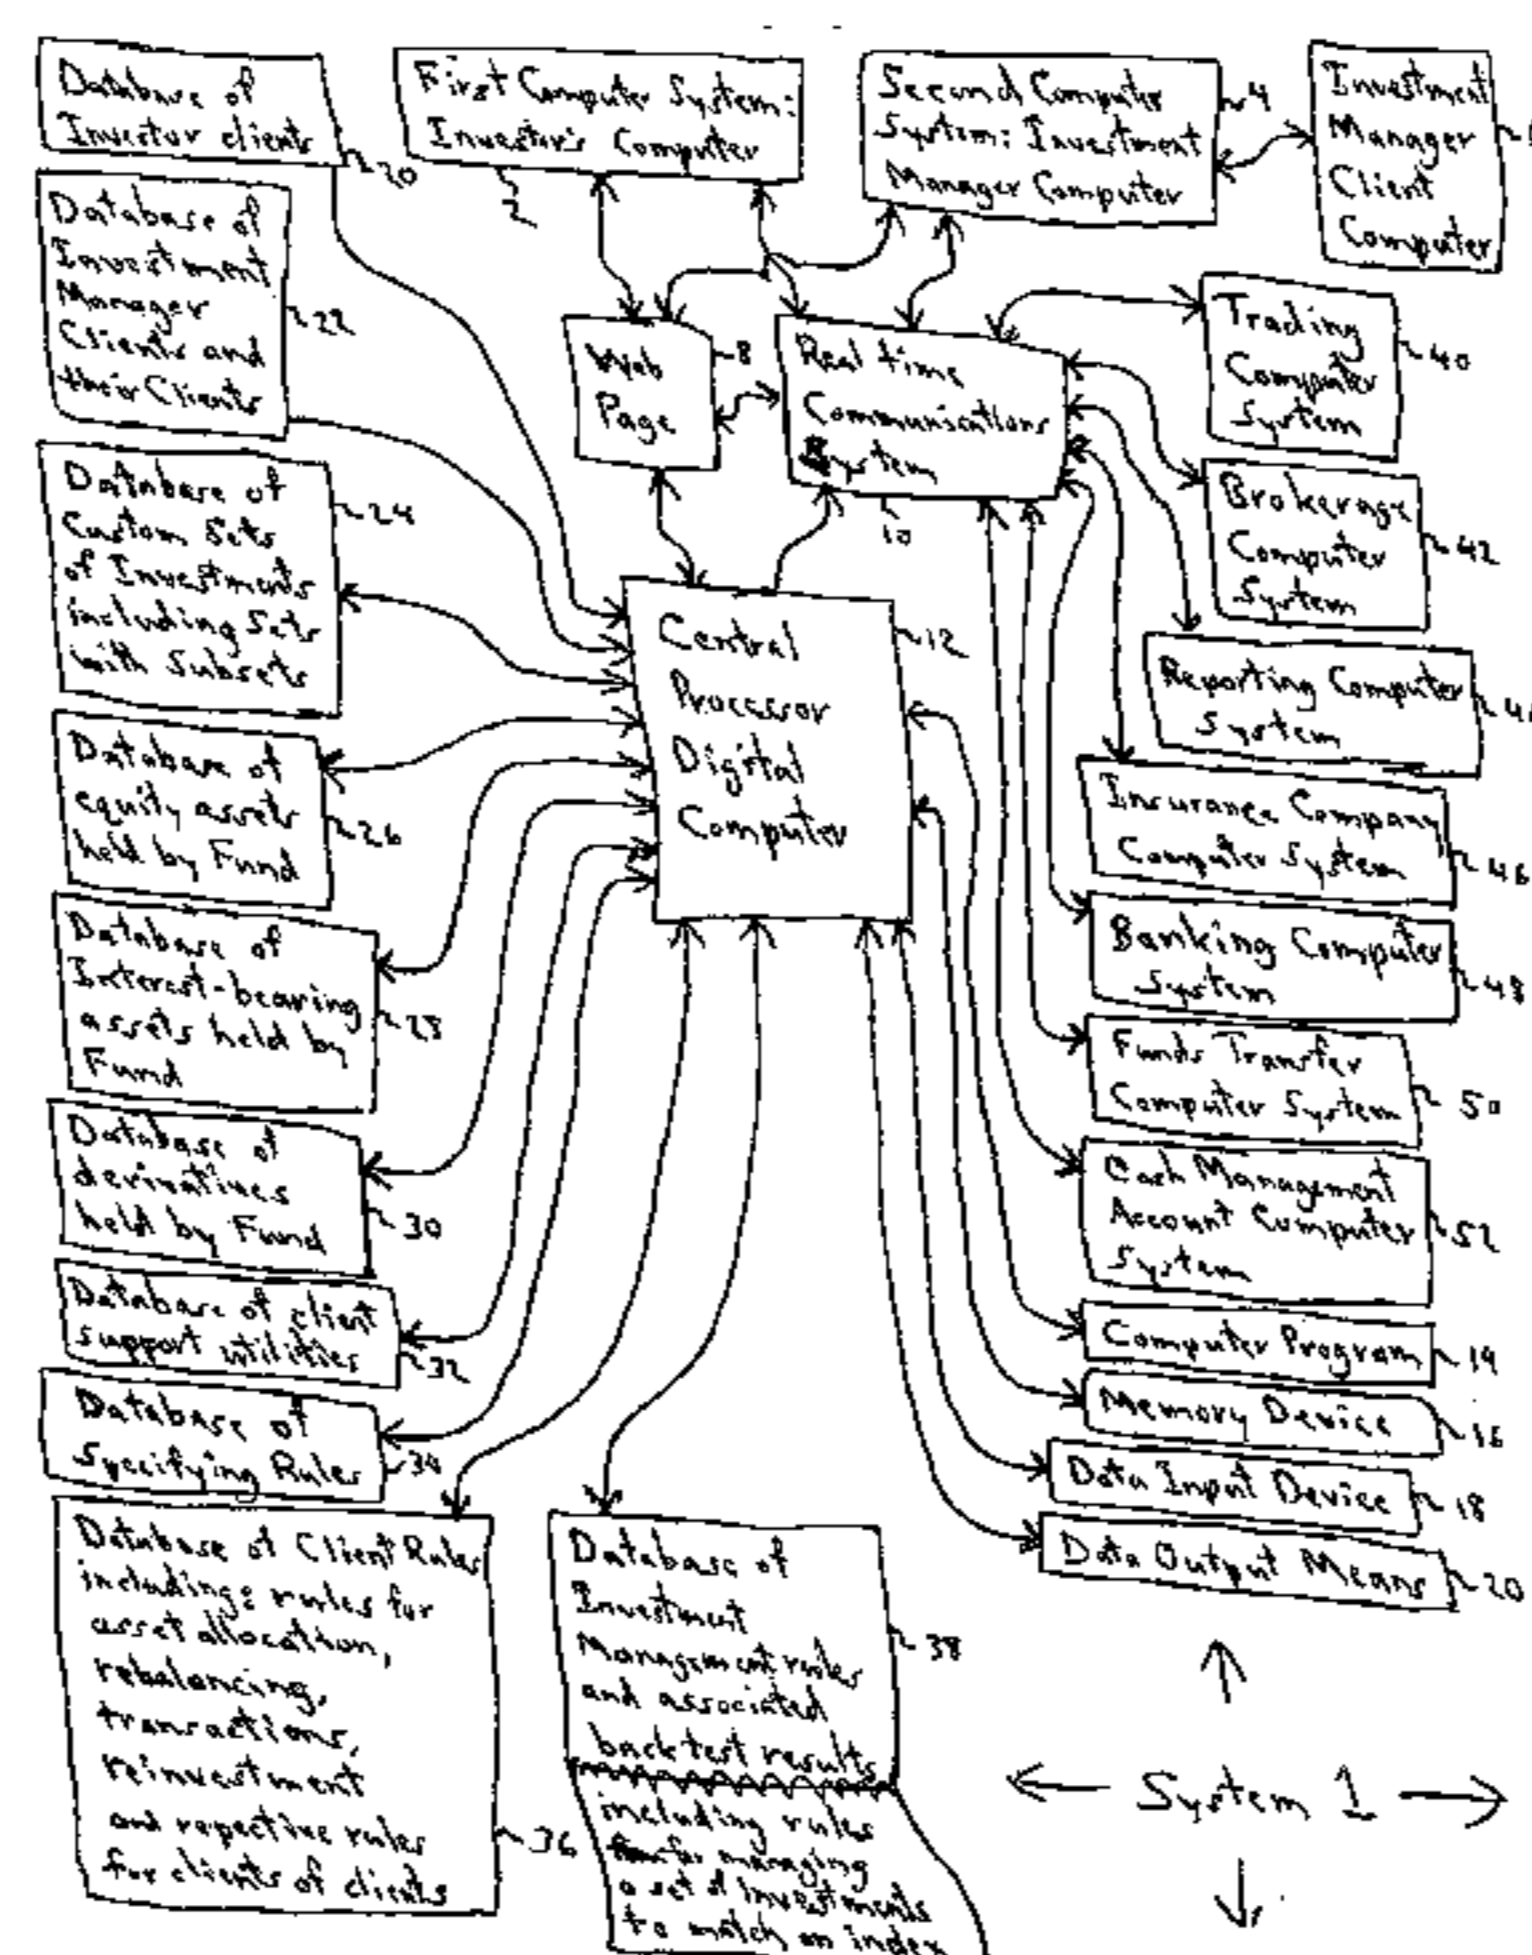 Database of
Investor clients
20
First Computer System:
Investor's Computer
2
Second Computer
System: Investment
Manager Computer
4
Investment
Manager
Client
Computer
Database of
Investment
Manager
Clients and
their Clients
22
Web
Page
8
Real time
Communications
System
10
Trading
Computer
System
40
Database of
Custom Sets
of Investments
including Sets
with Subsets
24
Brokerage
Computer
System
42
Central
Processor
Digital
Computer
12
Reporting Computer
System
Database of
equity assets
held by Fund
26
Insurance Company
Computer System
46
Database of
Interest-bearing
assets held by
Fund
28
Banking Computer
System
48
Funds Transfer
Computer System
50
Database of
derivatives
held by Fund
30
Cash Management
Account Computer
System
52
Database of client
support utilities
32
Computer Program
14
Memory Device
16
Database of
Specifying Rules
34
Data Input Device
18
Data Output Means
20
Database of Client Rules
including: rules for
asset allocation,
rebalancing,
transactions,
reinvestment
and repective rules
for clients of clients
36
Database of
Investment
Management rules
and associated
backtest results
including rules
for managing
a set of investments
to match an index
38
System 1